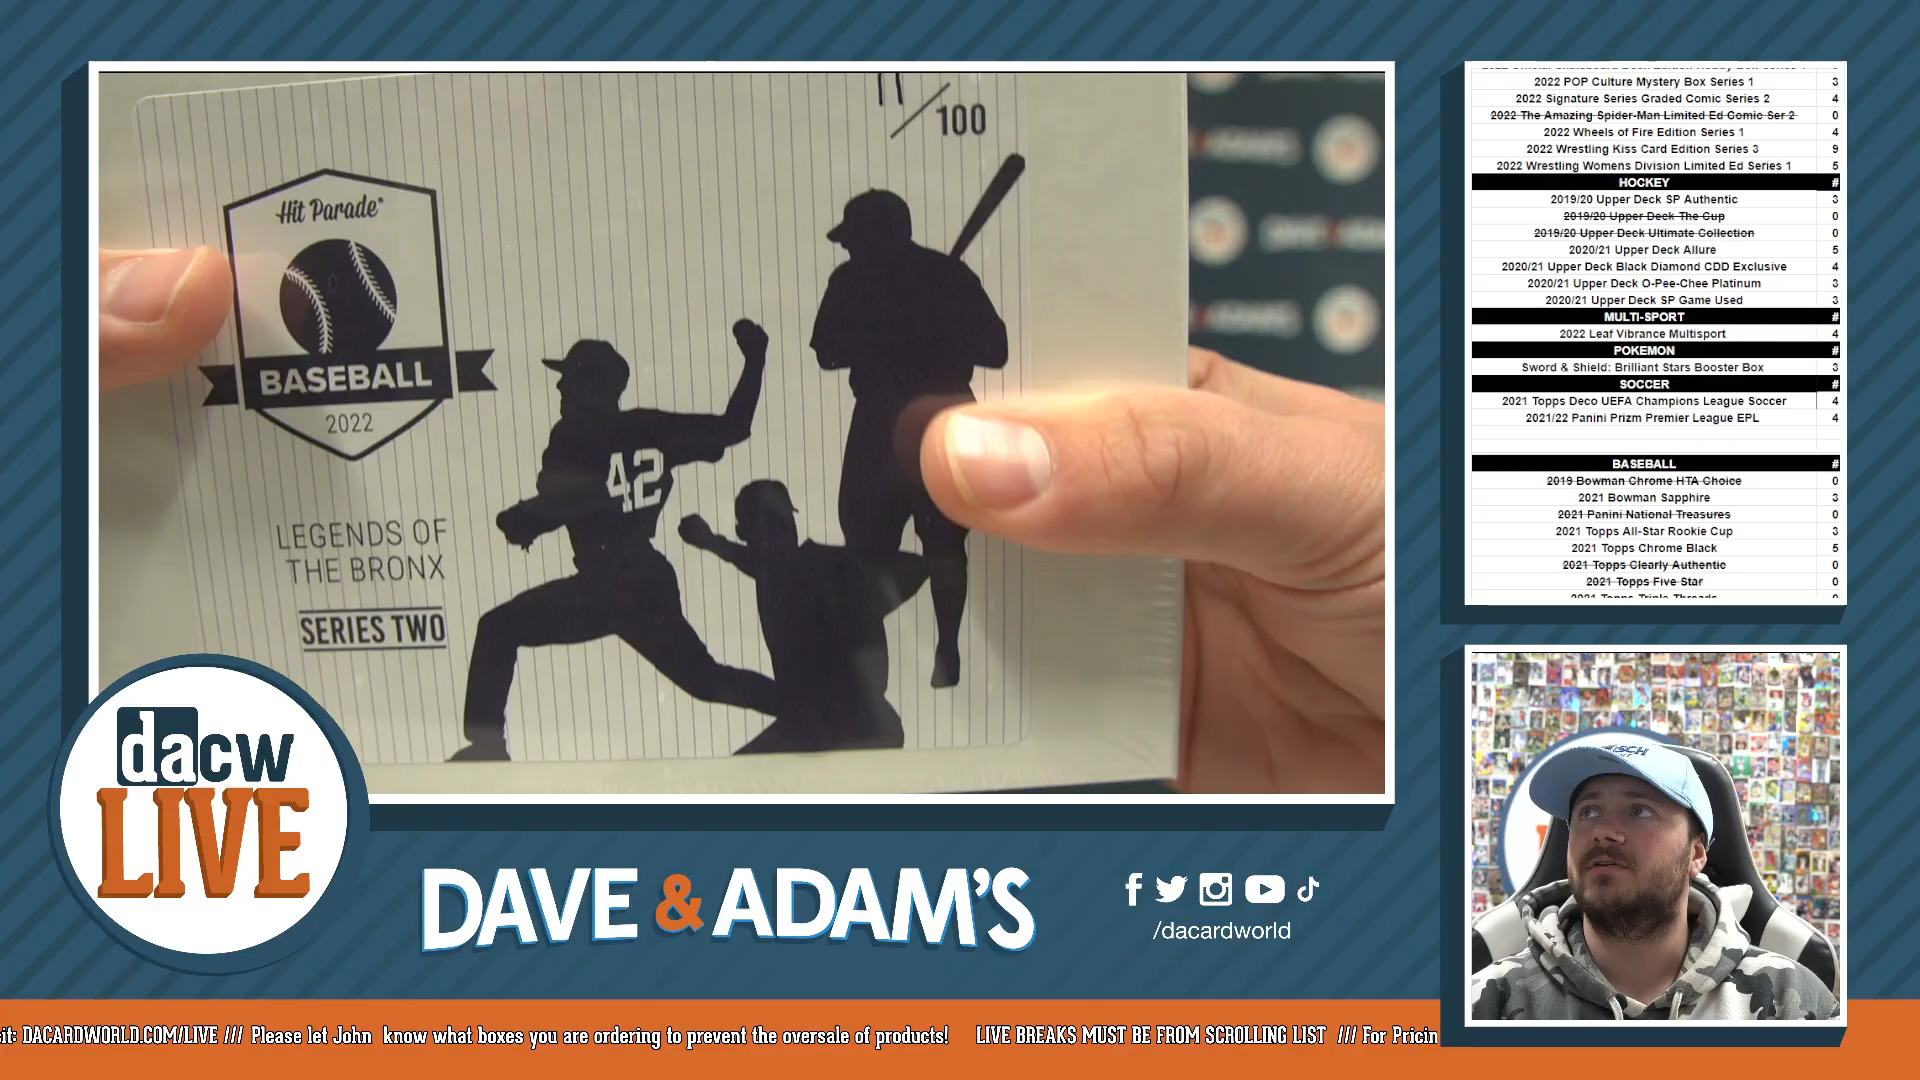 /100
Hit Parade®
BASEBALL
2022
LEGENDS OF
THE BRONX
SERIES TWO
42
2022 POP Culture Mystery Box Series 1 3
2022 Signature Series Graded Comic Series 2 4
2022 The Amazing Spider-Man Limited Ed Comic Ser 2 0
2022 Wheels of Fire Edition Series 1 4
2022 Wrestling Kiss Card Edition Series 3 9
2022 Wrestling Womens Division Limited Ed Series 1 5
HOCKEY #
2019/20 Upper Deck SP Authentic 3
2019/20 Upper Deck The Cup 0
2019/20 Upper Deck Ultimate Collection 0
2020/21 Upper Deck Allure 5
2020/21 Upper Deck Black Diamond CDD Exclusive 4
2020/21 Upper Deck O-Pee-Chee Platinum 3
2020/21 Upper Deck SP Game Used 3
MULTI-SPORT #
2022 Leaf Vibrance Multisport 4
POKEMON #
Sword & Shield: Brilliant Stars Booster Box 3
SOCCER #
2021 Topps Deco UEFA Champions League Soccer 4
2021/22 Panini Prizm Premier League EPL 4
BASEBALL #
2019 Bowman Chrome HTA Choice 0
2021 Bowman Sapphire 3
2021 Panini National Treasures 0
2021 Topps All-Star Rookie Cup 3
2021 Topps Chrome Black 5
2021 Topps Clearly Authentic 0
2021 Topps Five Star 0
2021 Topps Triple Threads 0
dacw
LIVE
DAVE & ADAM'S
/dacardworld
it: DACARDWORLD.COM/LIVE /// Please let John know what boxes you are ordering to prevent the oversale of products! LIVE BREAKS MUST BE FROM SCROLLING LIST /// For Pricin